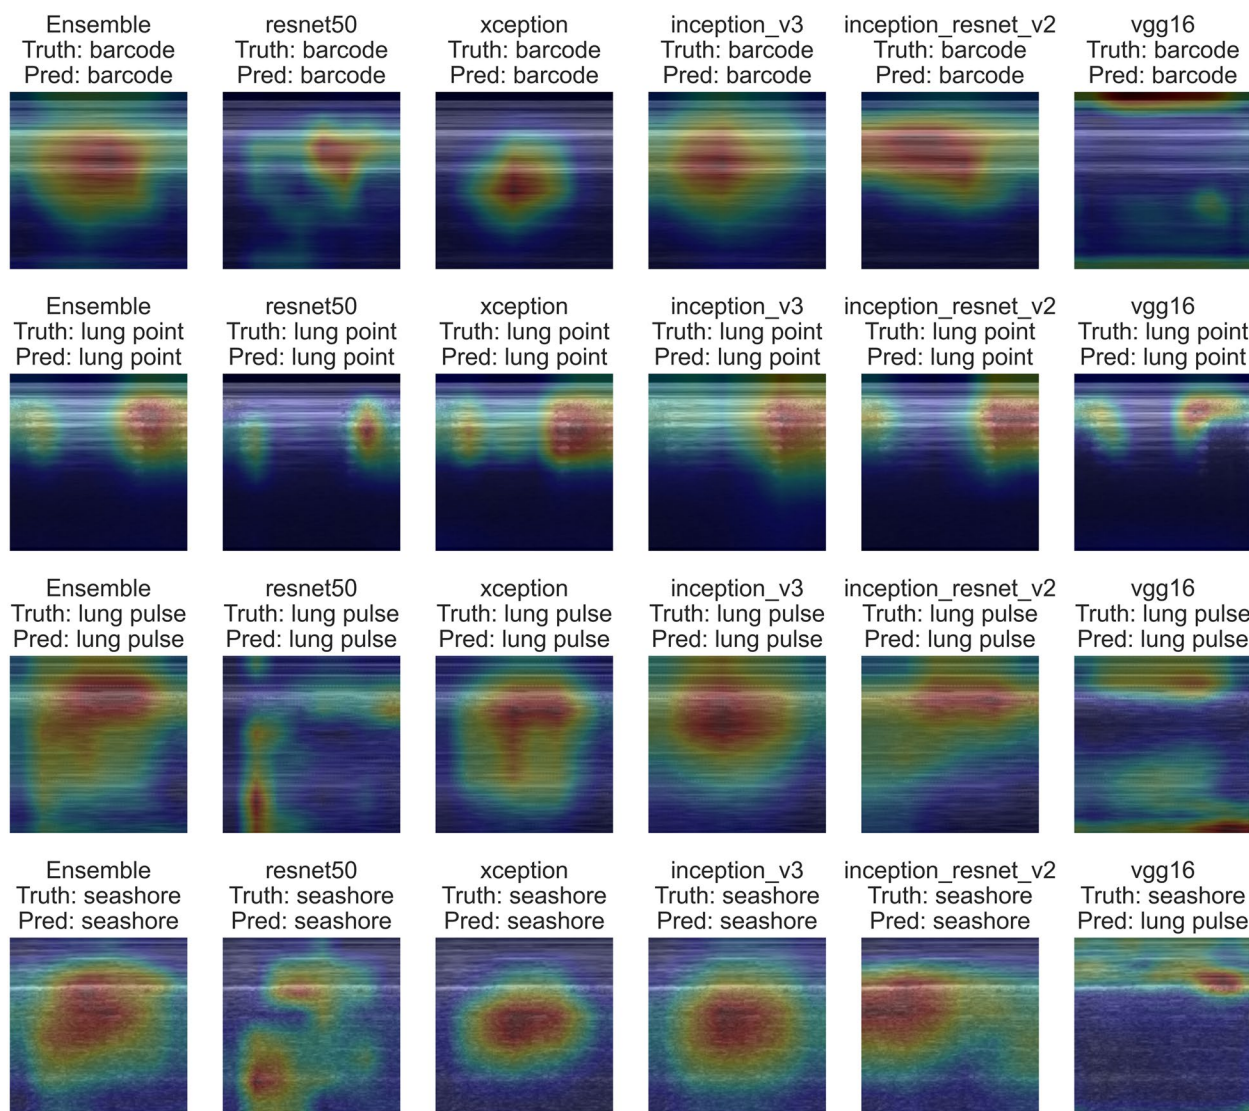 Ensemble
Truth: barcode
Pred: barcode
resnet50
Truth: barcode
Pred: barcode
xception
Truth: barcode
Pred: barcode
inception_v3
Truth: barcode
Pred: barcode
inception_resnet_v2
Truth: barcode
Pred: barcode
vgg16
Truth: barcode
Pred: barcode
Ensemble
Truth: lung point
Pred: lung point
resnet50
Truth: lung point
Pred: lung point
xception
Truth: lung point
Pred: lung point
inception_v3
Truth: lung point
Pred: lung point
inception_resnet_v2
Truth: lung point
Pred: lung point
vgg16
Truth: lung point
Pred: lung point
Ensemble
Truth: lung pulse
Pred: lung pulse
resnet50
Truth: lung pulse
Pred: lung pulse
xception
Truth: lung pulse
Pred: lung pulse
inception_v3
Truth: lung pulse
Pred: lung pulse
inception_resnet_v2
Truth: lung pulse
Pred: lung pulse
vgg16
Truth: lung pulse
Pred: lung pulse
Ensemble
Truth: seashore
Pred: seashore
resnet50
Truth: seashore
Pred: seashore
xception
Truth: seashore
Pred: seashore
inception_v3
Truth: seashore
Pred: seashore
inception_resnet_v2
Truth: seashore
Pred: seashore
vgg16
Truth: seashore
Pred: lung pulse